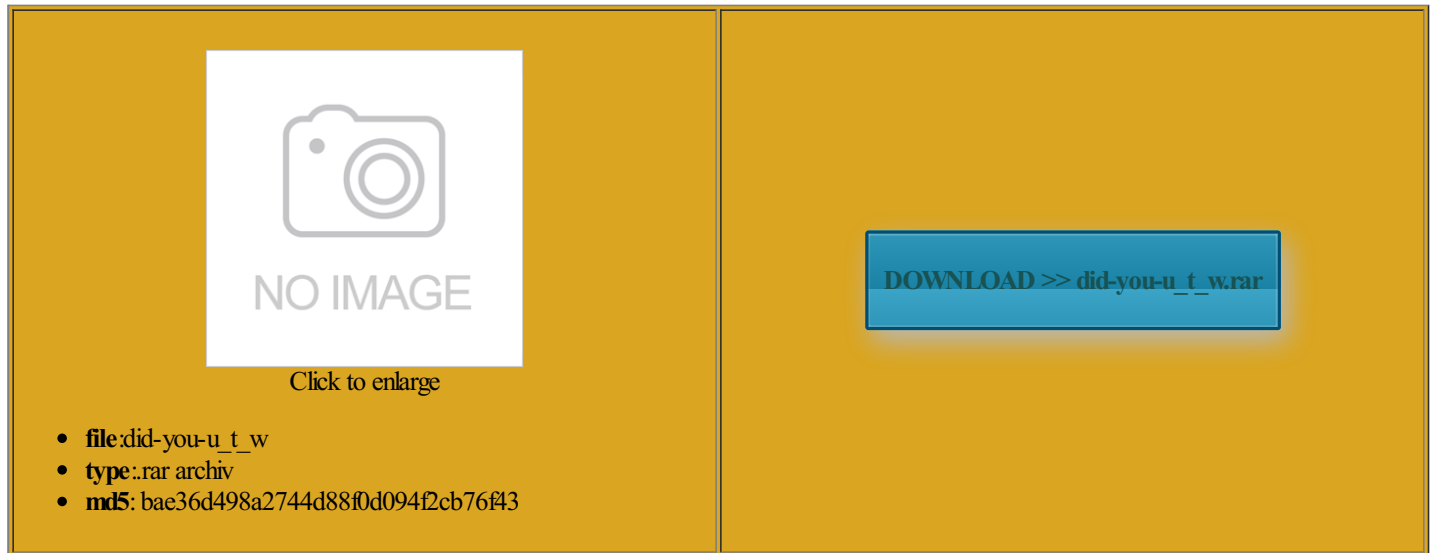 NO IMAGE
Click to enlarge
file:did-you-u_t_w
type:.rar archiv
md5: bae36d498a2744d88f0d094f2cb76f43
DOWNLOAD >> did-you-u_t_w.rar